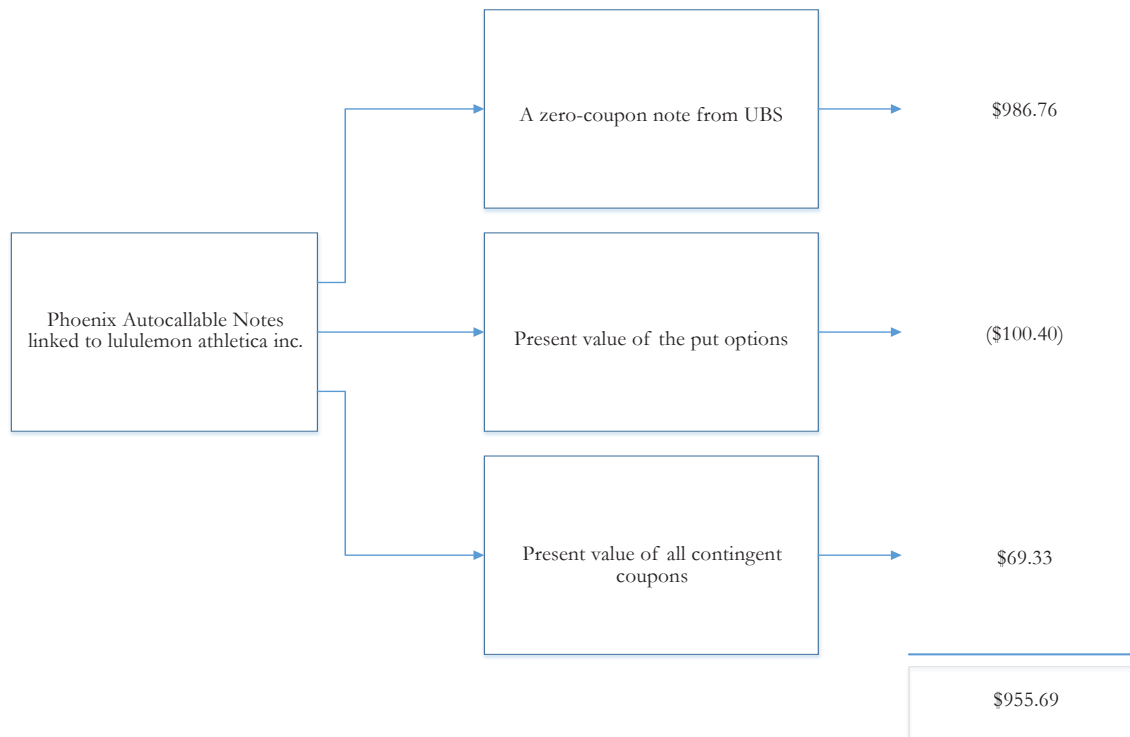 A zero-coupon note from UBS
$986.76
Phoenix Autocallable Notes
linked to lululemon athletica inc.
Present value of the put options
($100.40)
Present value of all contingent
coupons
$69.33
$955.69